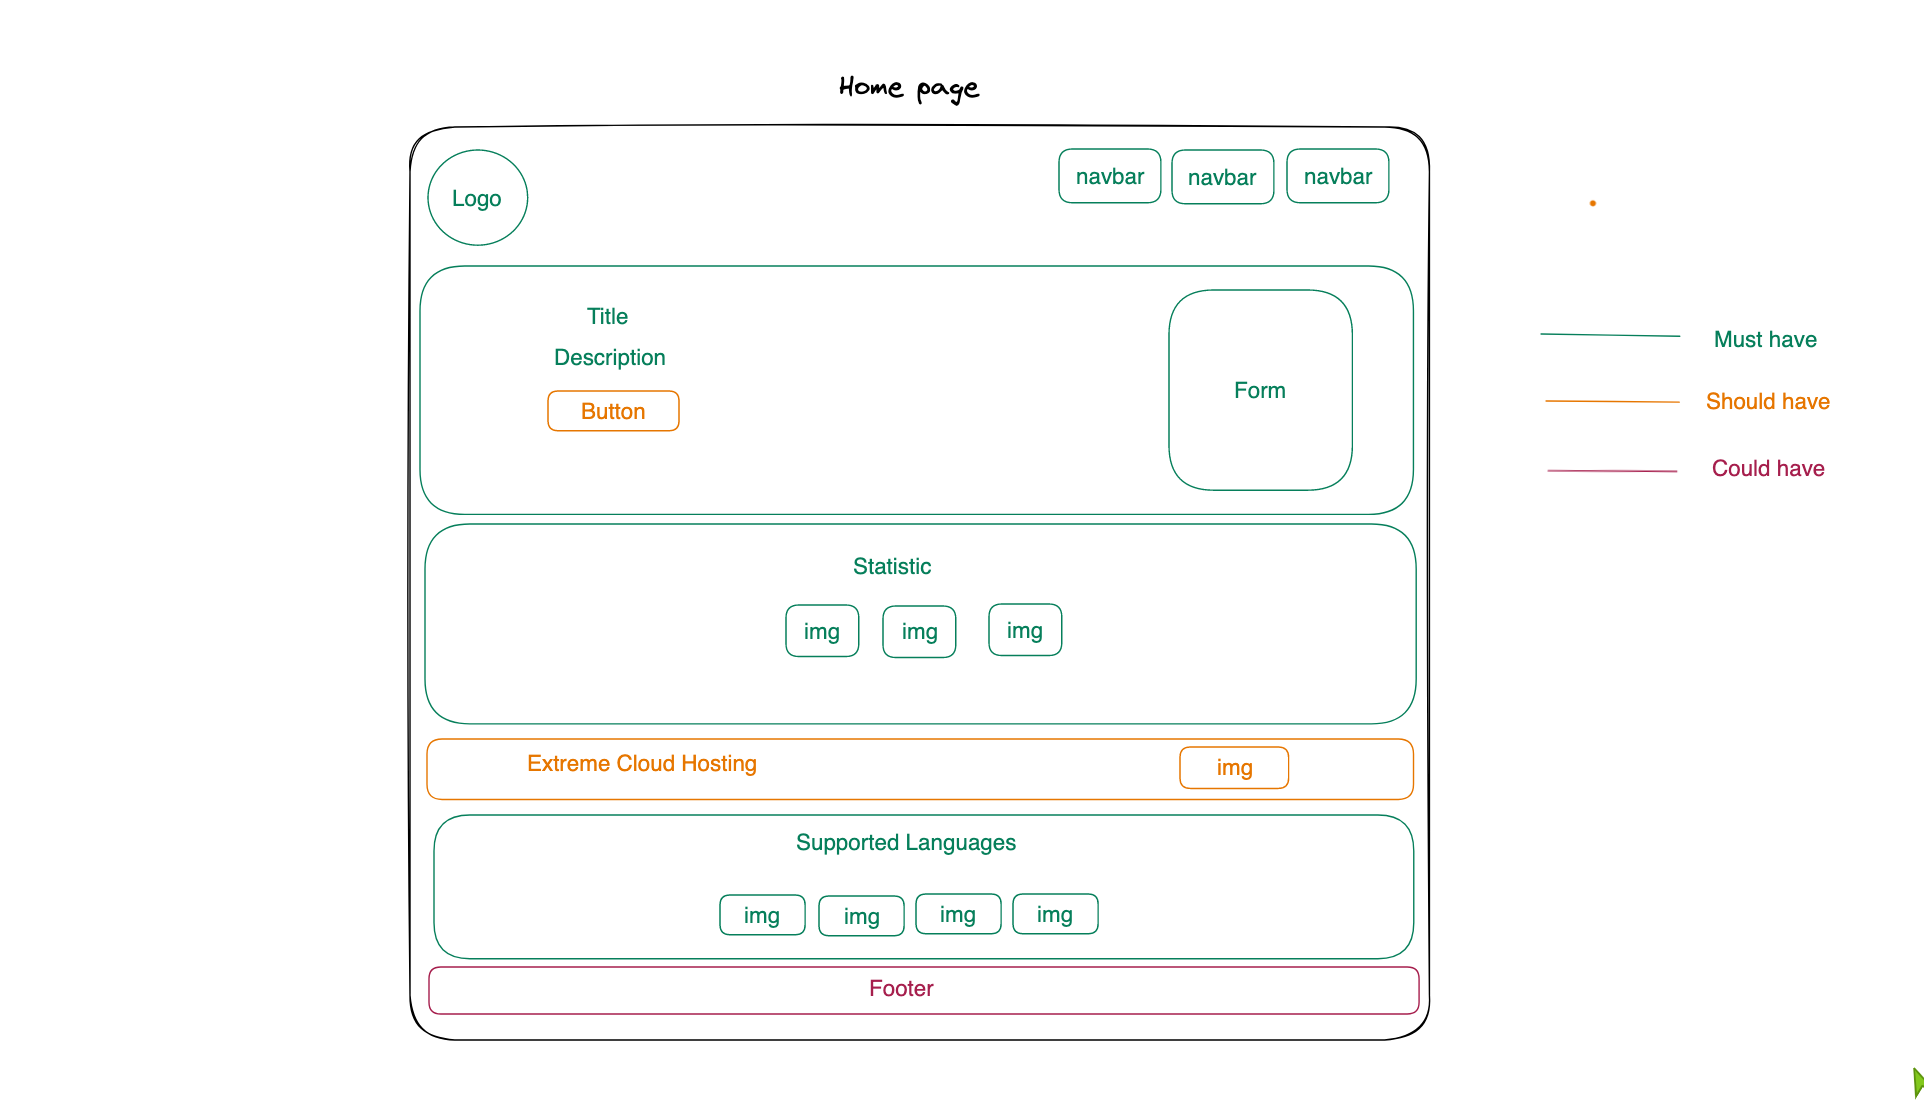 Home page
Logo
navbar
navbar
navbar
Title
Description
Button
Form
Must have
Should have
Could have
Statistic
img
img
img
Extreme Cloud Hosting
img
Supported Languages
img
img
img
img
Footer